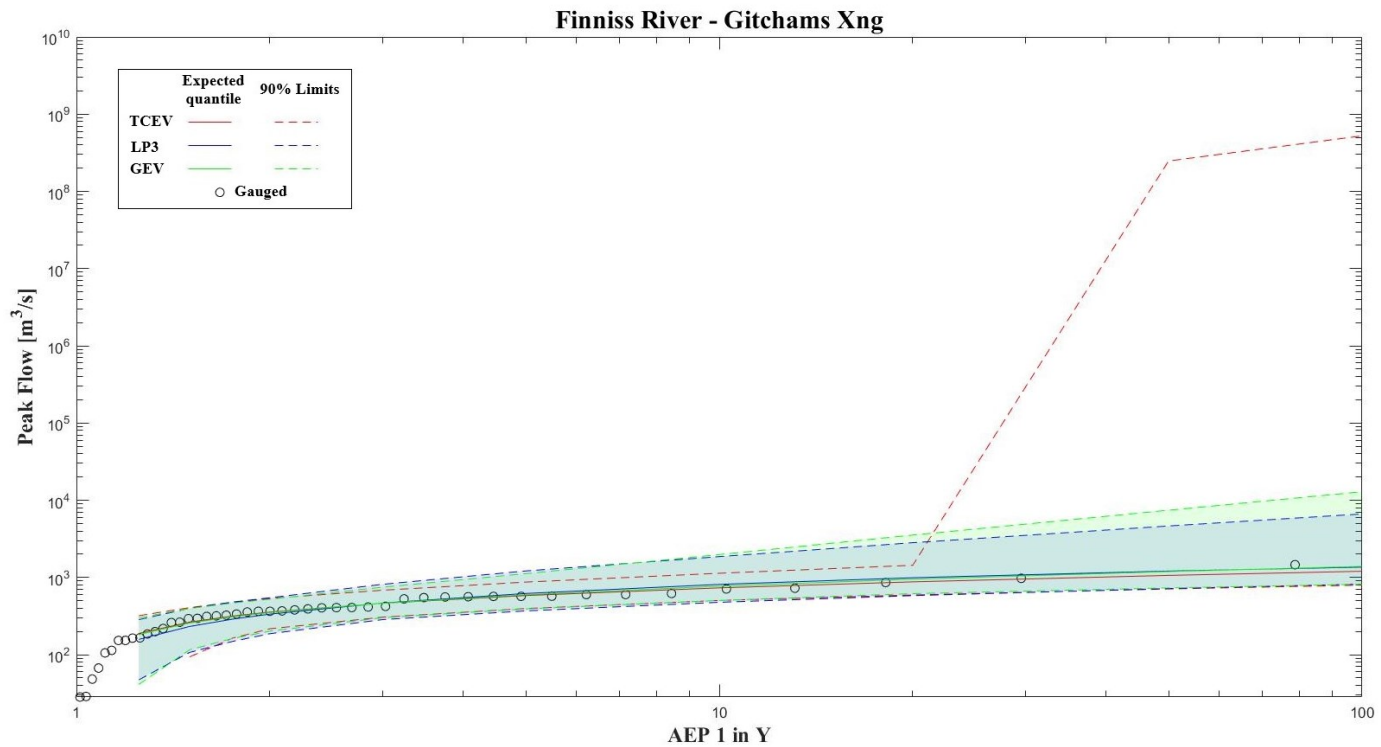 Finniss River - Gitchams Xng
10^10
10^9
10^8
10^7
10^6
10^5
10^4
10^3
10^2
Peak Flow [m^3/s]
Expected quantile
90% Limits
TCEV
LP3
GEV
Gauged
1
10
100
AEP 1 in Y